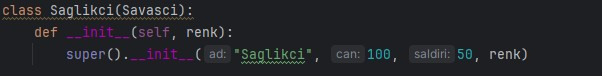 class Saglikci(Savasci):
def __init__(self, renk):
super().__init__( ad: "Saglikci", can: 100, saldiri: 50, renk)